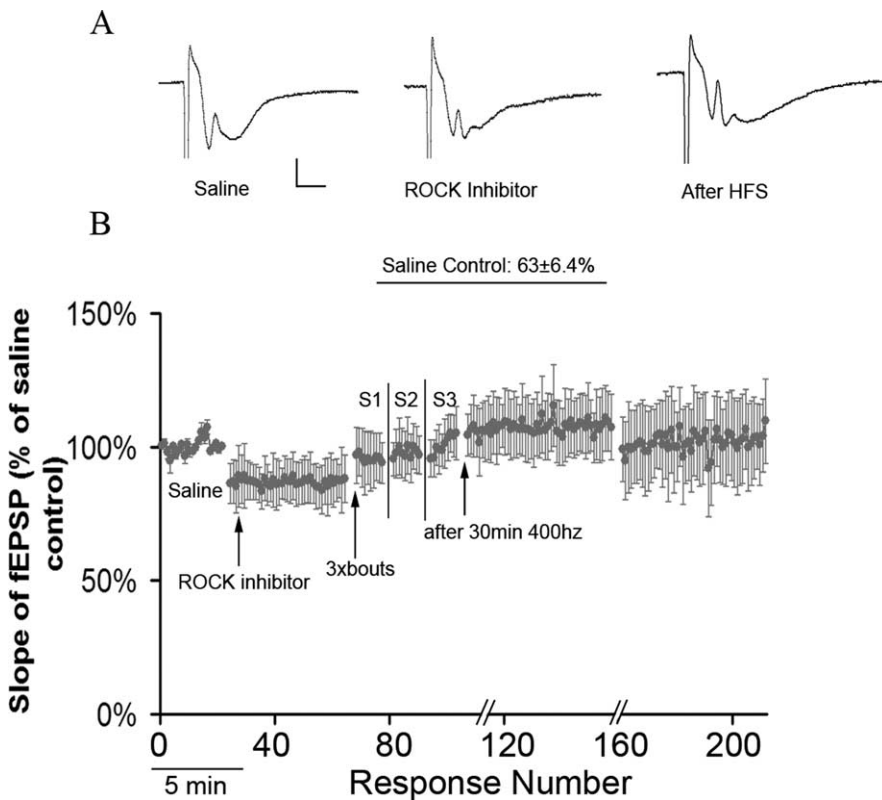 A
Saline
ROCK Inhibitor
After HFS
B
Saline Control: 63±6.4%
Slope of fEPSP (% of saline
control)
150%
100%
50%
0%
S1
S2
S3
Saline
ROCK inhibitor
3xbouts
after 30min 400hz
0
40
80
120
160
200
5 min
Response Number